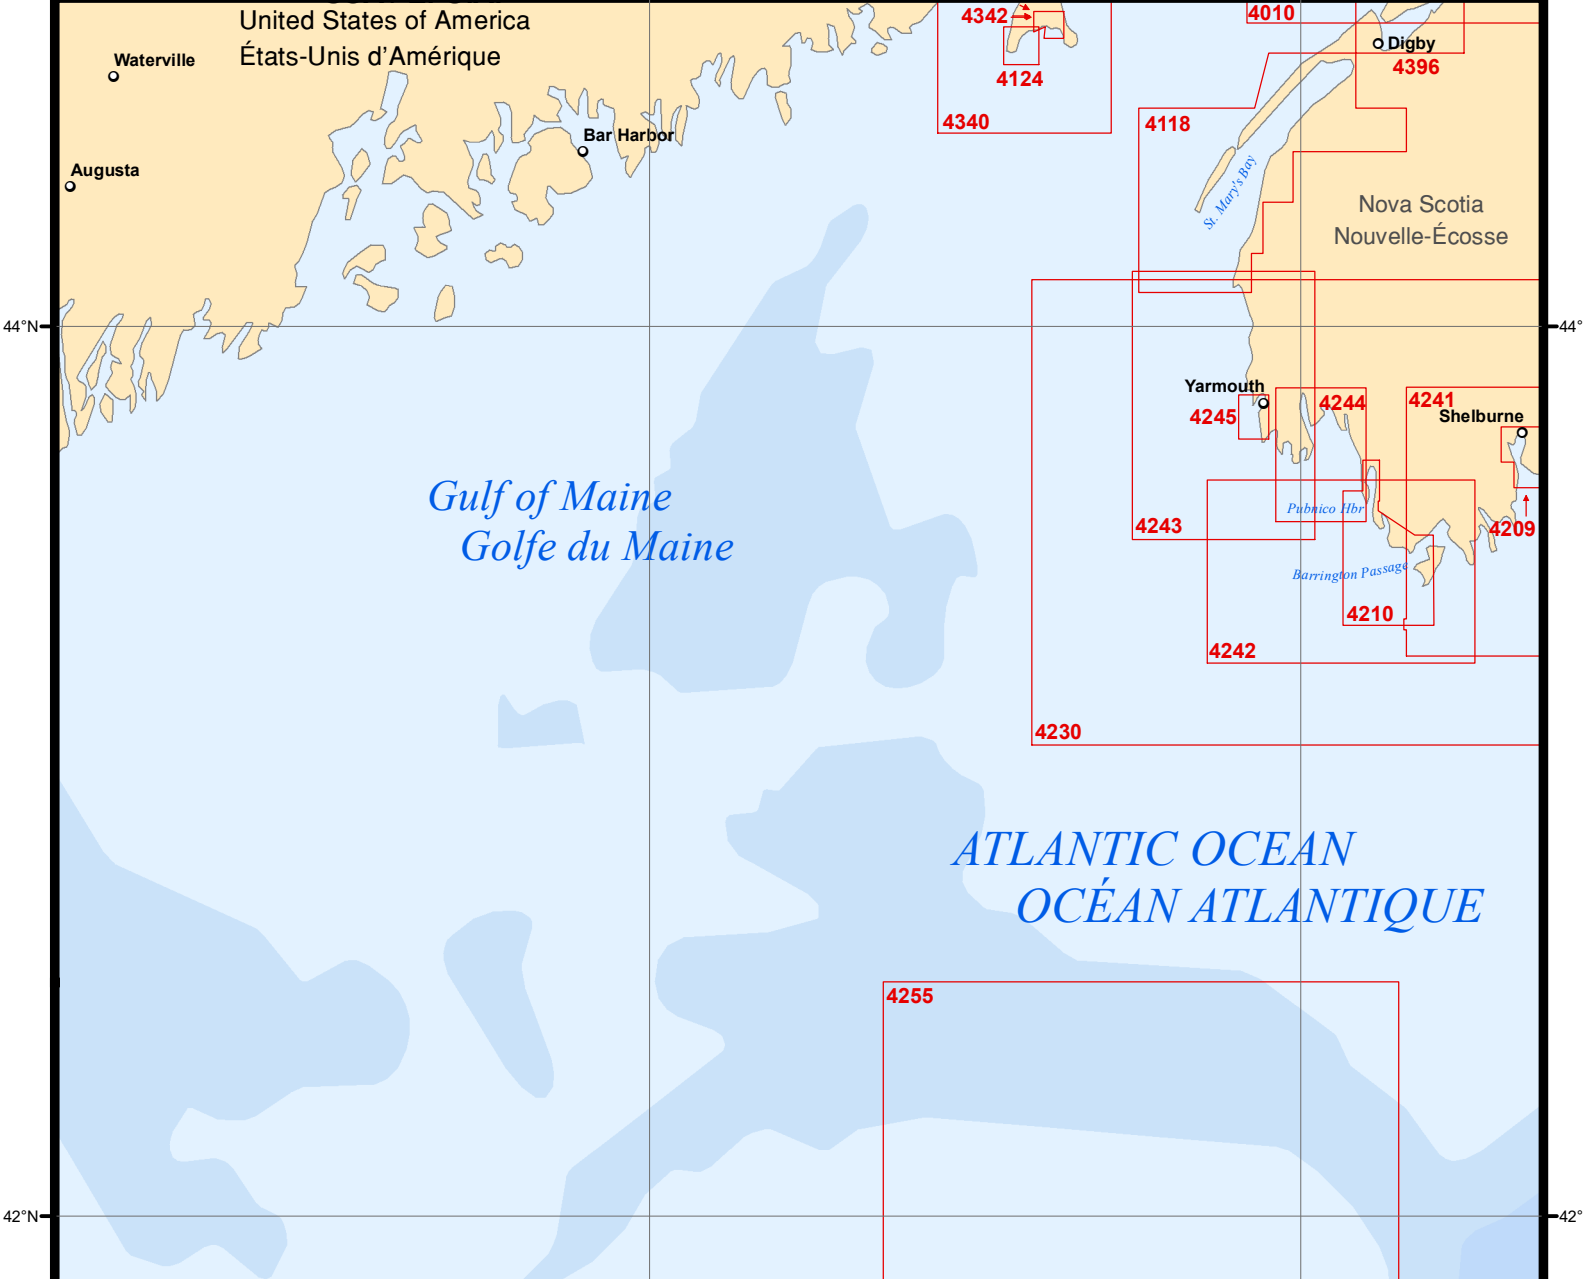 United States of America
États-Unis d'Amérique
Waterville
Augusta
Bar Harbor
4342
4124
4340
4010
Digby
4396
4118
St. Mary's Bay
Nova Scotia
Nouvelle-Écosse
44°N
44°
Yarmouth
4245
4244
4241
Shelburne
4209
Pubnico Hbr
4243
Barrington Passage
4210
4242
4230
Gulf of Maine
Golfe du Maine
ATLANTIC OCEAN
OCÉAN ATLANTIQUE
4255
42°N
42°